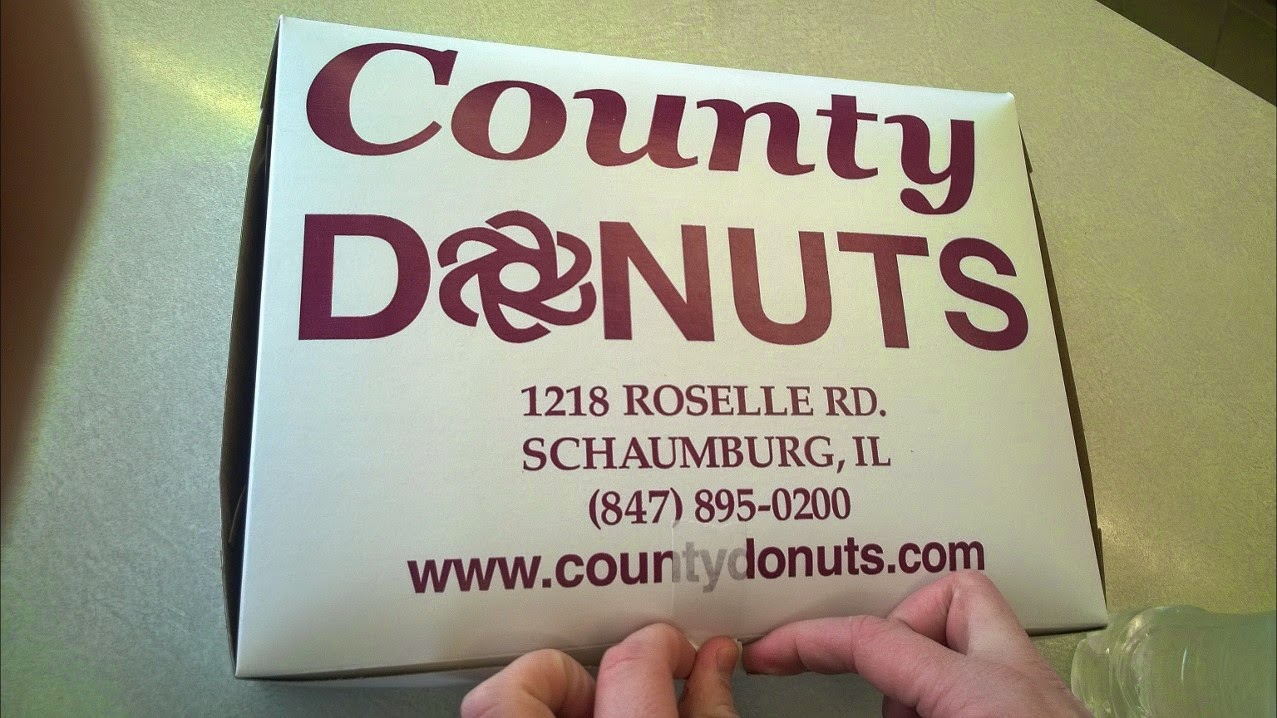 County
DONUTS
1218 ROSELLE RD.
SCHAUMBURG, IL
(847) 895-0200
www.countydonuts.com